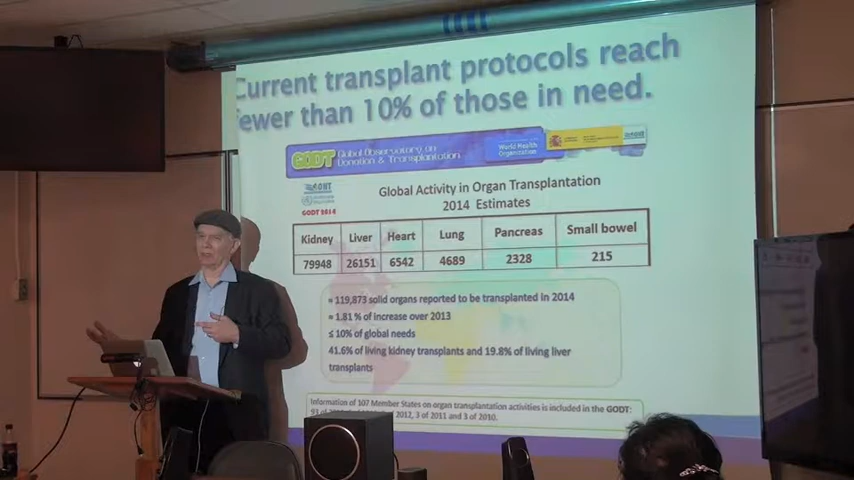 Current transplant protocols reach
fewer than 10% of those in need.
GODT Global Observatory on
Donation & Transplantation
World Health
Organization
GODT 2014
Global Activity in Organ Transplantation
2014 Estimates
Kidney Liver Heart Lung Pancreas Small bowel
79948 26151 6542 4689 2328 215
≈ 119,873 solid organs reported to be transplanted in 2014
≈ 1.81% of increase over 2013
≤ 10% of global needs
41.6% of living kidney transplants and 19.8% of living liver
transplants
Information of 107 Member States on organ transplantation activities is included in the GODT:
2012, 3 of 2011 and 3 of 2010.